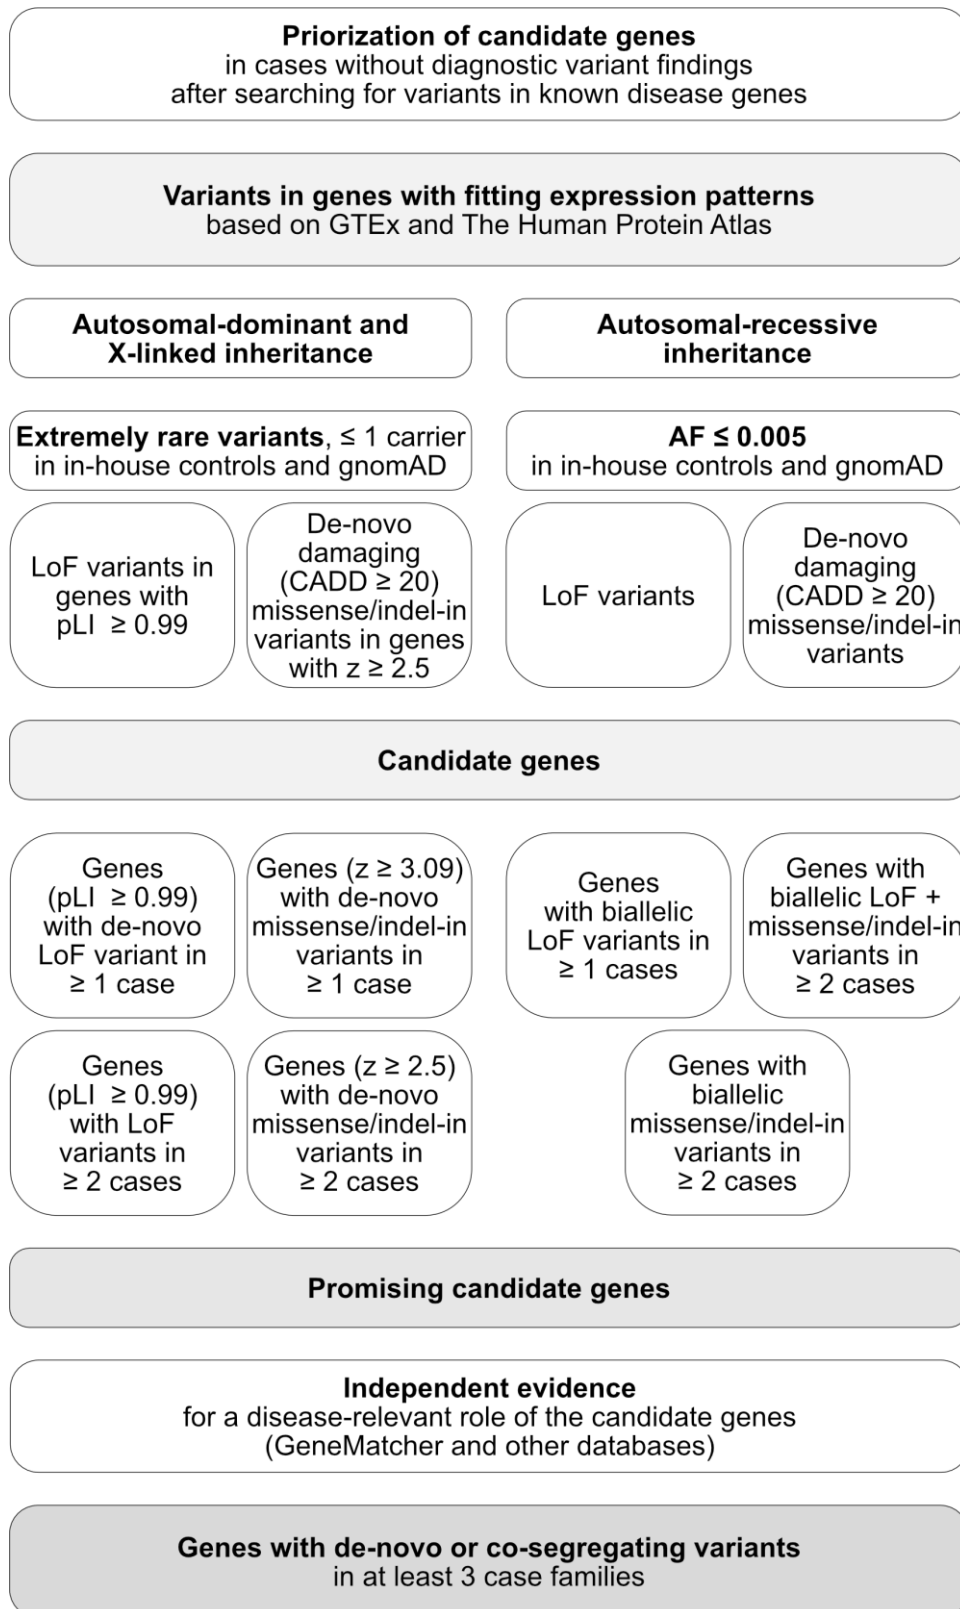 Priorization of candidate genes
in cases without diagnostic variant findings
after searching for variants in known disease genes
Variants in genes with fitting expression patterns
based on GTEx and The Human Protein Atlas
Autosomal-dominant and
X-linked inheritance
Autosomal-recessive
inheritance
Extremely rare variants, ≤ 1 carrier
in in-house controls and gnomAD
AF ≤ 0.005
in in-house controls and gnomAD
LoF variants in
genes with
pLI ≥ 0.99
De-novo
damaging
(CADD ≥ 20)
missense/indel-in
variants in genes
with z ≥ 2.5
LoF variants
De-novo
damaging
(CADD ≥ 20)
missense/indel-in
variants
Candidate genes
Genes
(pLI ≥ 0.99)
with de-novo
LoF variant in
≥ 1 case
Genes (z ≥ 3.09)
with de-novo
missense/indel-in
variants in
≥ 1 case
Genes
with biallelic
LoF variants in
≥ 1 cases
Genes with
biallelic LoF +
missense/indel-in
variants in
≥ 2 cases
Genes
(pLI ≥ 0.99)
with LoF
variants in
≥ 2 cases
Genes (z ≥ 2.5)
with de-novo
missense/indel-in
variants in
≥ 2 cases
Genes with
biallelic
missense/indel-in
variants in
≥ 2 cases
Promising candidate genes
Independent evidence
for a disease-relevant role of the candidate genes
(GeneMatcher and other databases)
Genes with de-novo or co-segregating variants
in at least 3 case families